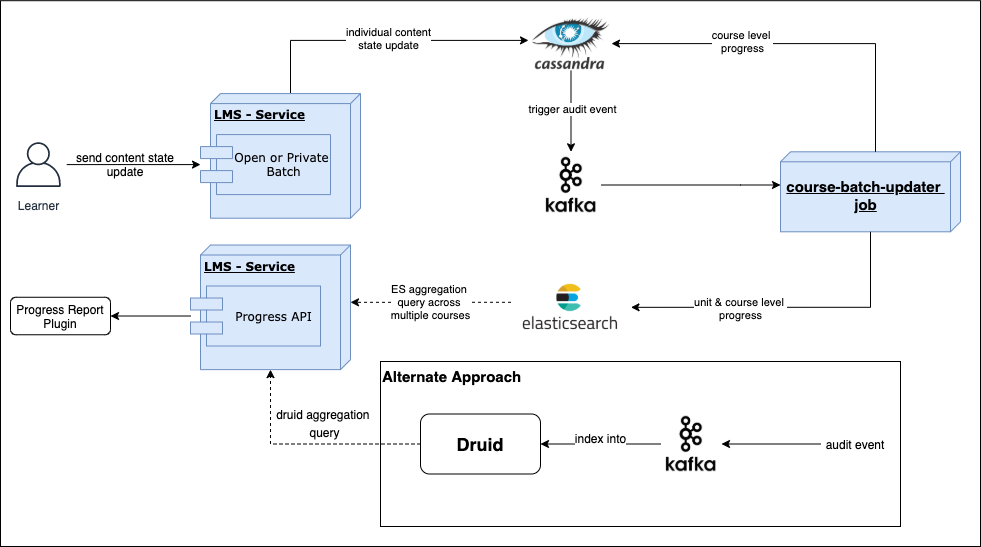 individual content
state update
cassandra
course level
progress
LMS - Service
Open or Private
Batch
trigger audit event
send content state
update
Learner
kafka
course-batch-updater
job
LMS - Service
Progress API
Progress Report
Plugin
ES aggregation
query across
multiple courses
elasticsearch
unit & course level
progress
Alternate Approach
druid aggregation
query
Druid
index into
kafka
audit event